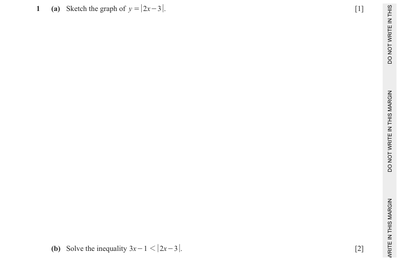 1 (a) Sketch the graph of y = |2x − 3|. [1]
(b) Solve the inequality 3x − 1 < |2x − 3|. [2]
DO NOT WRITE IN THIS
DO NOT WRITE IN THIS MARGIN
WRITE IN THIS MARGIN